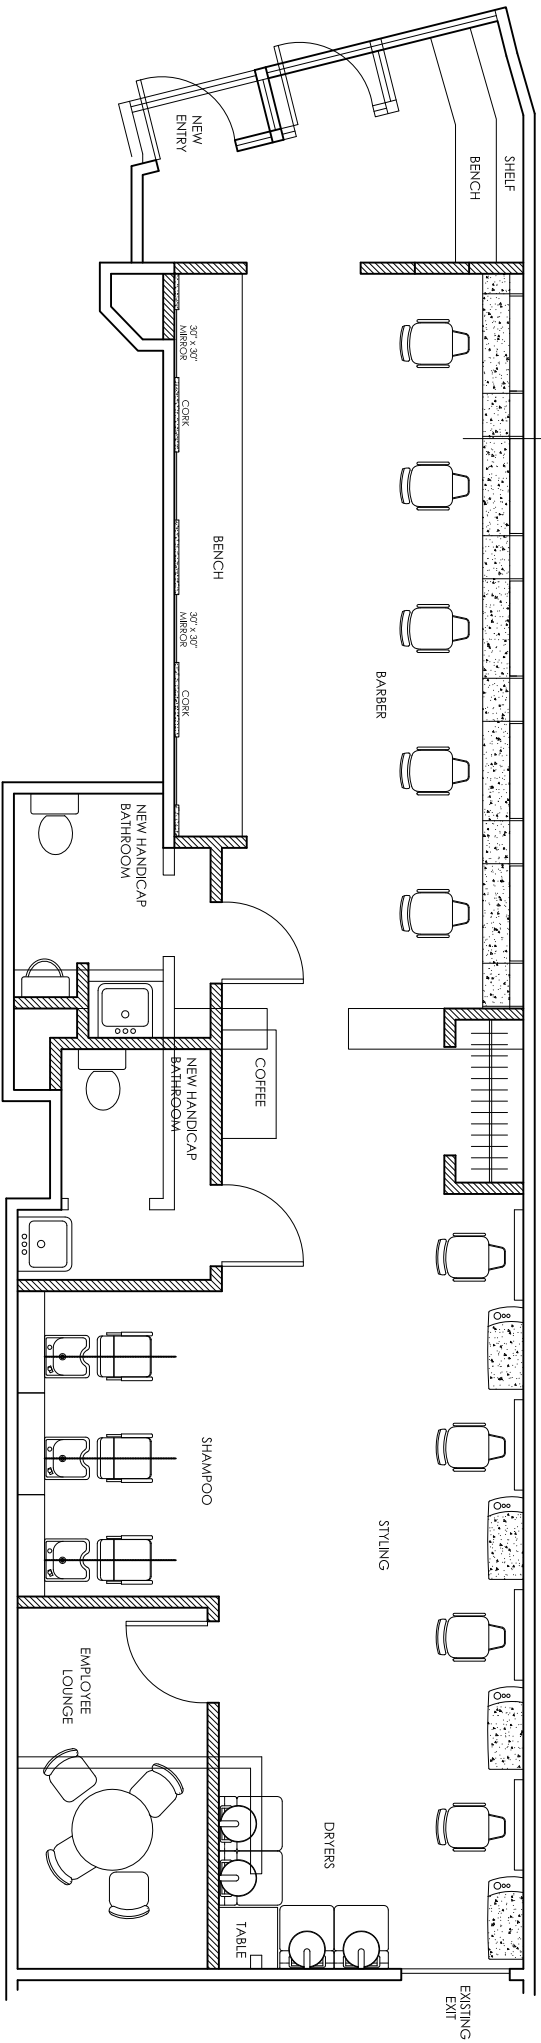 NEW
ENTRY
SHELF
BENCH
30" x 30"
MIRROR
CORK
BENCH
30" x 30"
MIRROR
CORK
BARBER
NEW HANDICAP
BATHROOM
COFFEE
NEW HANDICAP
BATHROOM
SHAMPOO
STYLING
EMPLOYEE
LOUNGE
DRYERS
TABLE
EXISTING
EXIT